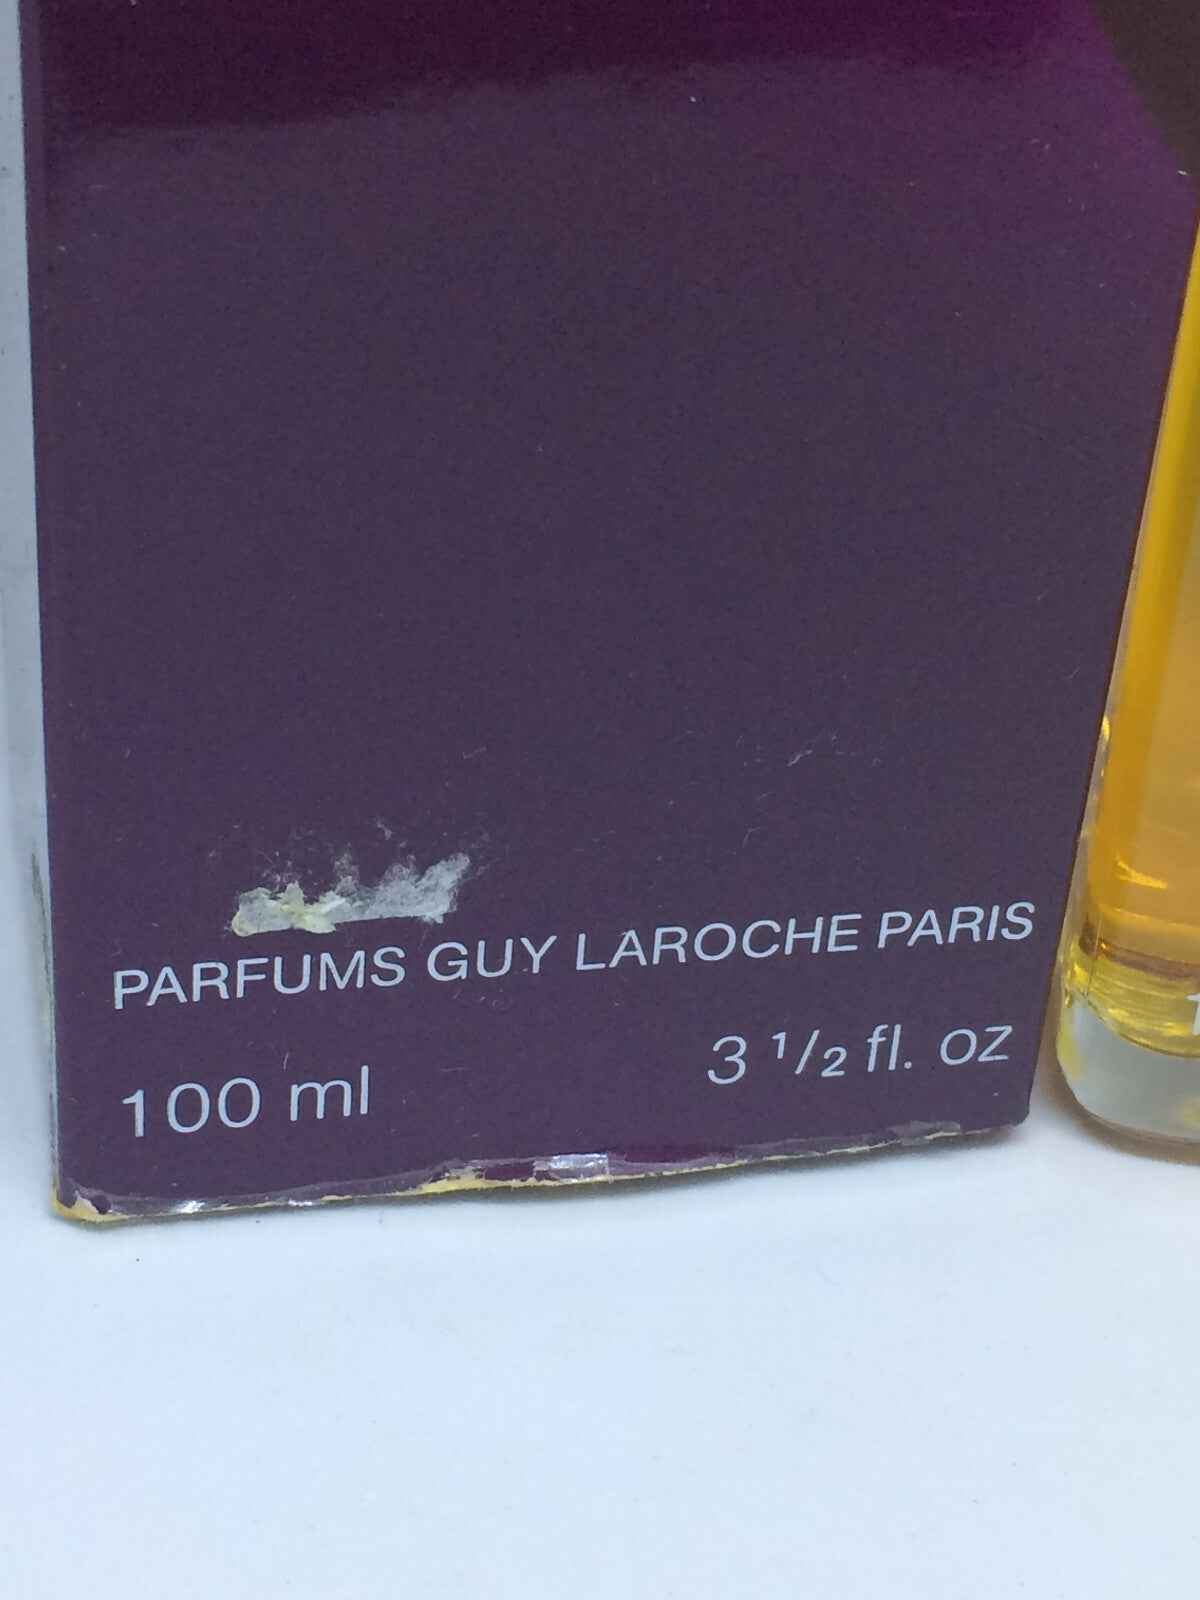 PARFUMS GUY LAROCHE PARIS
100 ml 3 1/2 fl. oz